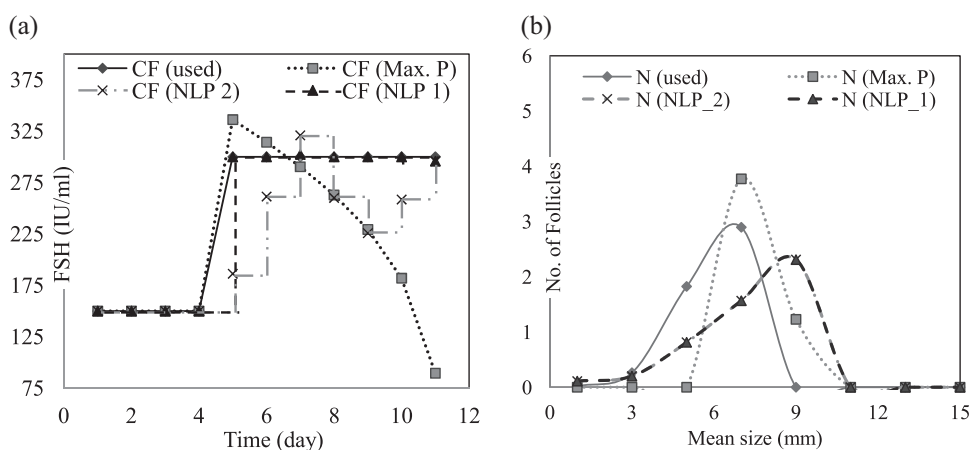 (a)
CF (used) CF (Max. P)
CF (NLP 2) CF (NLP 1)
375
325
275
225
175
125
75
FSH (IU/ml)
0 2 4 6 8 10 12
Time (day)
(b)
N (used) N (Max. P)
N (NLP_2) N (NLP_1)
6
5
4
3
2
1
0
No. of Follicles
0 3 6 9 12 15
Mean size (mm)